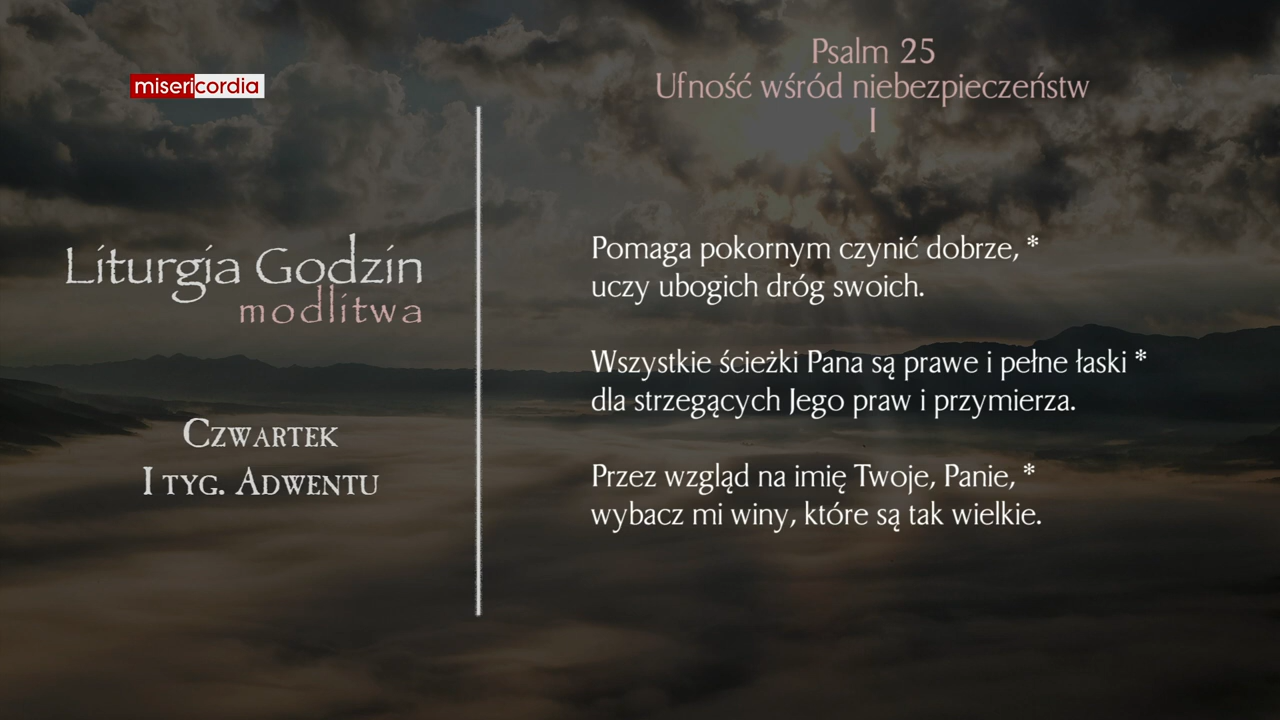 misericordia
Liturgia Godzin
modlitwa
Czwartek
I tyg. Adwentu
Psalm 25
Ufność wśród niebezpieczeństw
I
Pomaga pokornym czynić dobrze, *
uczy ubogich dróg swoich.
Wszystkie ścieżki Pana są prawe i pełne łaski *
dla strzegących Jego praw i przymierza.
Przez wzgląd na imię Twoje, Panie, *
wybacz mi winy, które są tak wielkie.